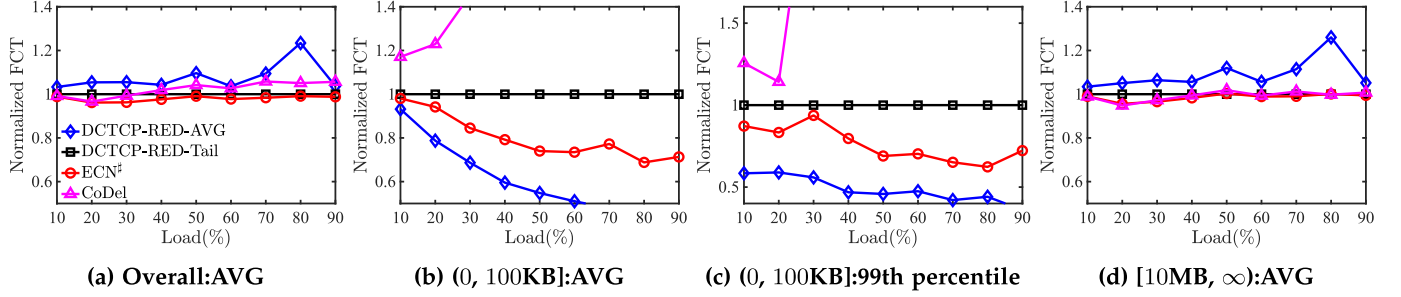 1.4
1.2
1
0.8
0.6
Normalized FCT
DCTCP-RED-AVG
DCTCP-RED-Tail
ECN♯
CoDel
10 20 30 40 50 60 70 80 90
Load(%)
(a) Overall:AVG
1.4
1.2
1
0.8
0.6
Normalized FCT
10 20 30 40 50 60 70 80 90
Load(%)
(b) (0, 100KB]:AVG
1.5
1
0.5
Normalized FCT
10 20 30 40 50 60 70 80 90
Load(%)
(c) (0, 100KB]:99th percentile
1.4
1.2
1
0.8
0.6
Normalized FCT
10 20 30 40 50 60 70 80 90
Load(%)
(d) [10MB, ∞):AVG